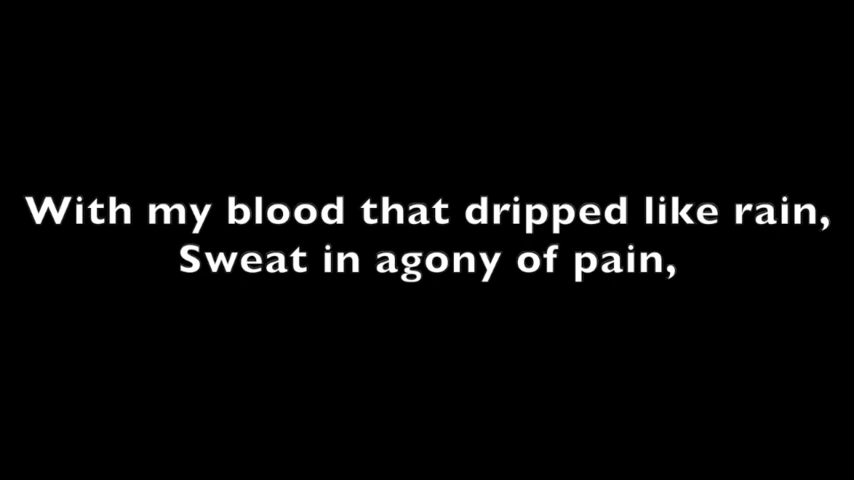 With my blood that dripped like rain,
Sweat in agony of pain,